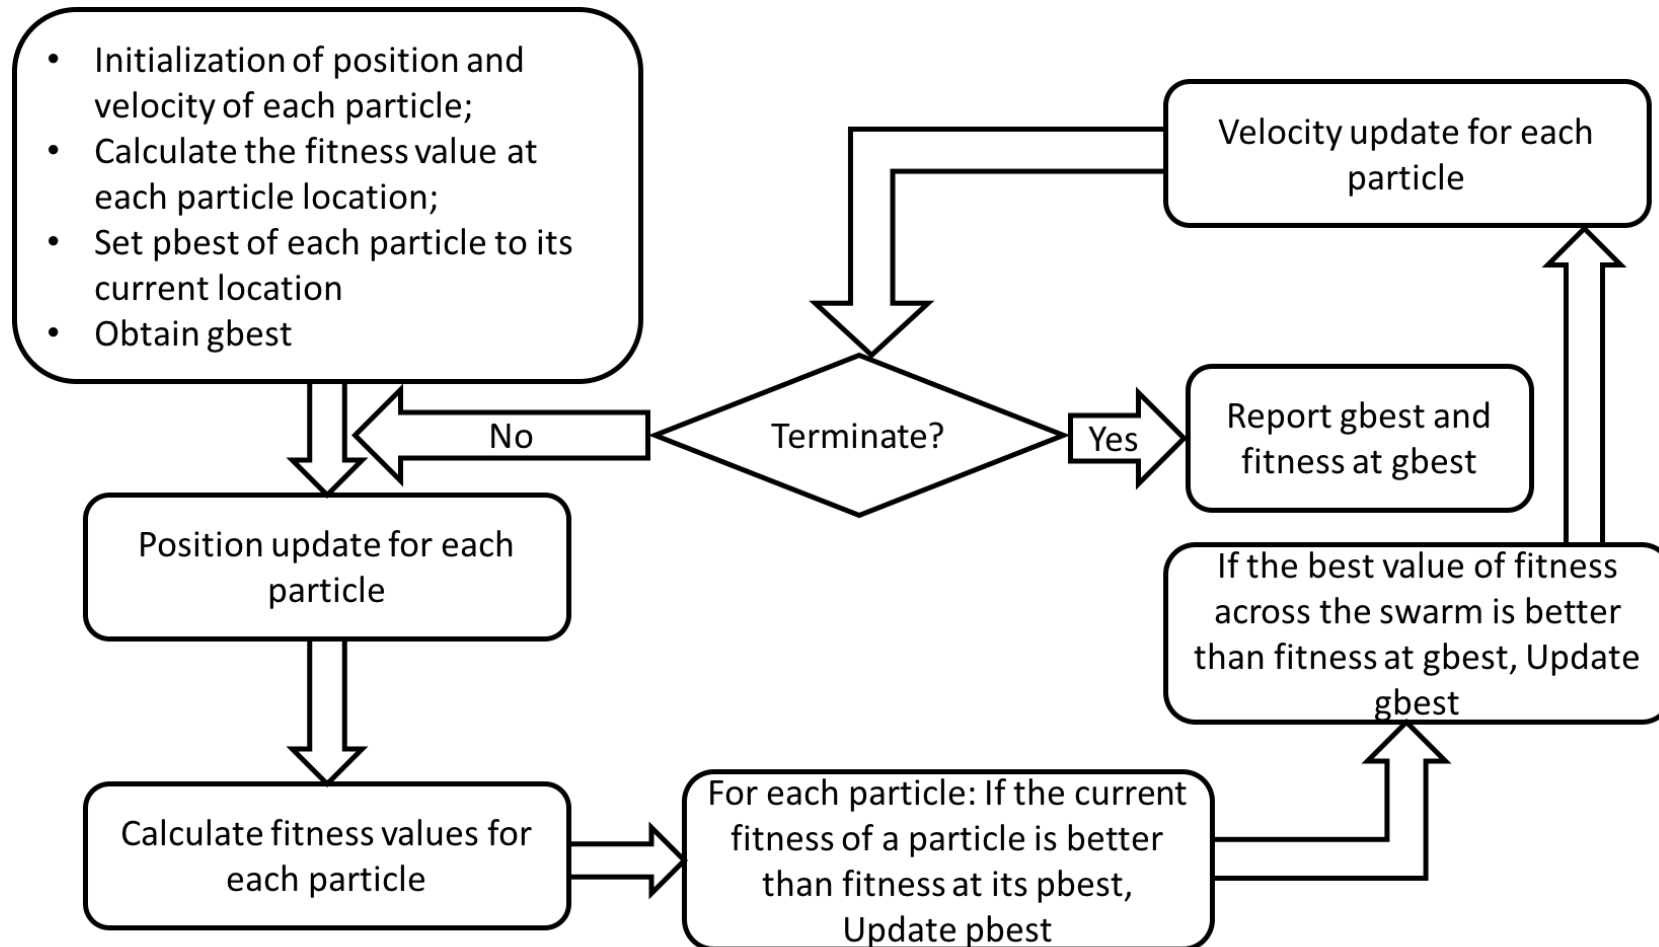 • Initialization of position and
velocity of each particle;
• Calculate the fitness value at
each particle location;
• Set pbest of each particle to its
current location
• Obtain gbest
Position update for each
particle
Calculate fitness values for
each particle
For each particle: If the current
fitness of a particle is better
than fitness at its pbest,
Update pbest
If the best value of fitness
across the swarm is better
than fitness at gbest, Update
gbest
Velocity update for each
particle
Terminate?
No
Yes
Report gbest and
fitness at gbest